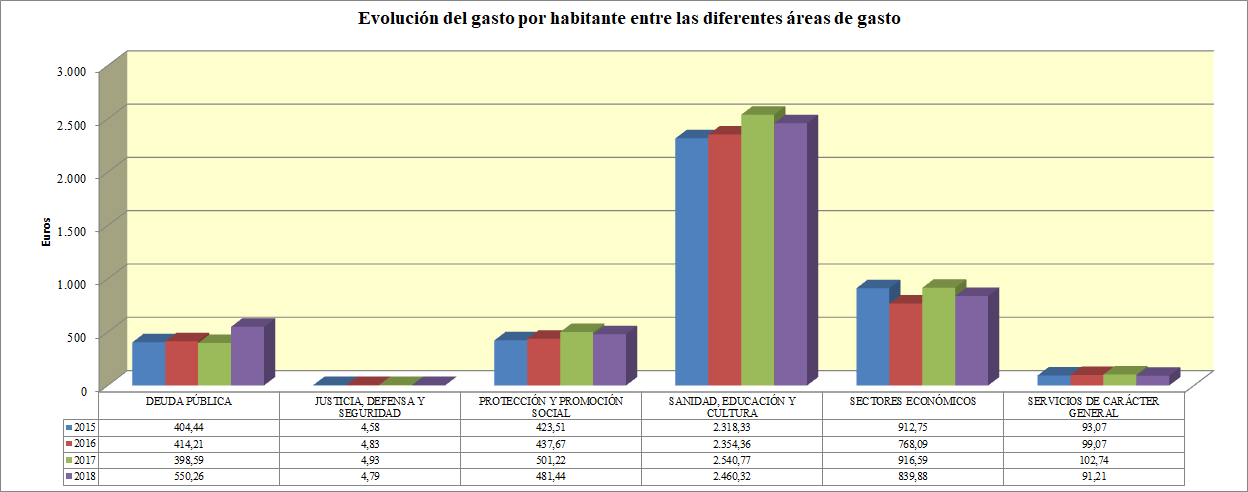 Evolución del gasto por habitante entre las diferentes áreas de gasto
3.000
2.500
2.000
1.500
1.000
500
0
Euros
DEUDA PÚBLICA JUSTICIA, DEFENSA Y SEGURIDAD PROTECCIÓN Y PROMOCIÓN SOCIAL SANIDAD, EDUCACIÓN Y CULTURA SECTORES ECONÓMICOS SERVICIOS DE CARÁCTER GENERAL
2015 404,44 4,58 423,51 2.318,33 912,75 93,07
2016 414,21 4,83 437,67 2.354,36 768,09 99,07
2017 398,59 4,93 501,22 2.540,77 916,59 102,74
2018 550,26 4,79 481,44 2.460,32 839,88 91,21